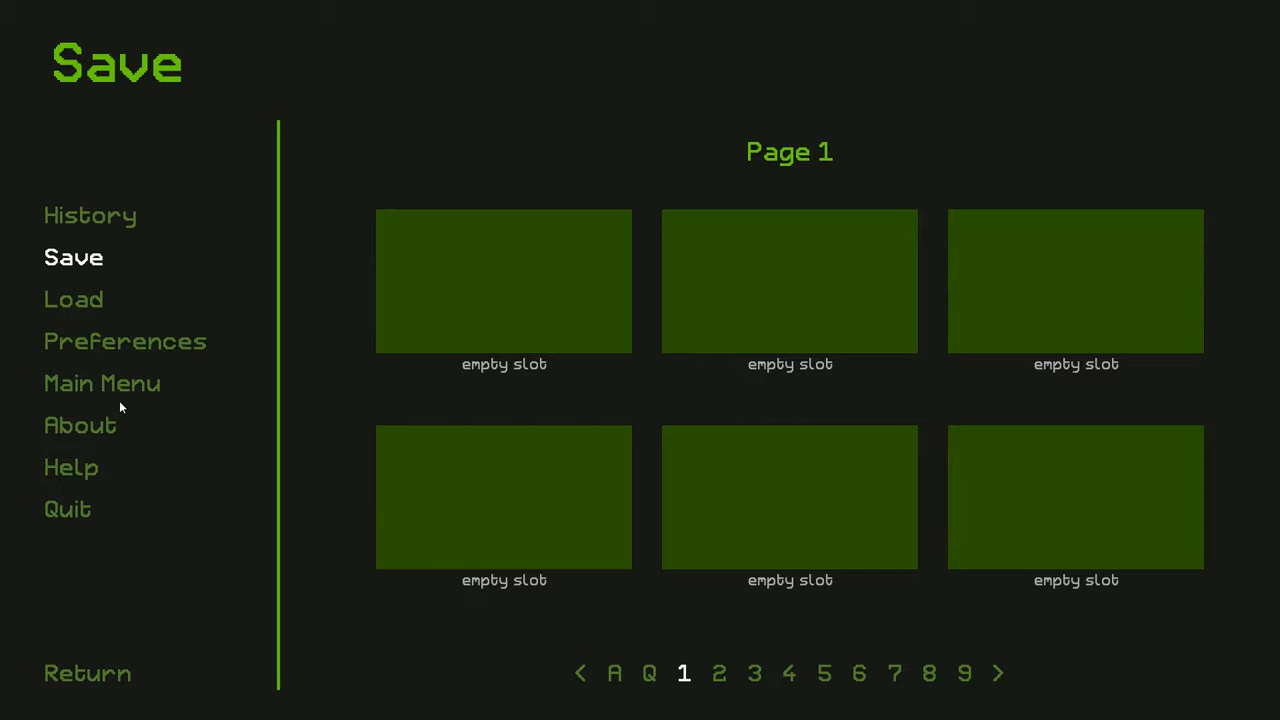 Save
History
Save
Load
Preferences
Main Menu
About
Help
Quit
Return
Page 1
empty slot empty slot empty slot
empty slot empty slot empty slot
< A Q 1 2 3 4 5 6 7 8 9 >